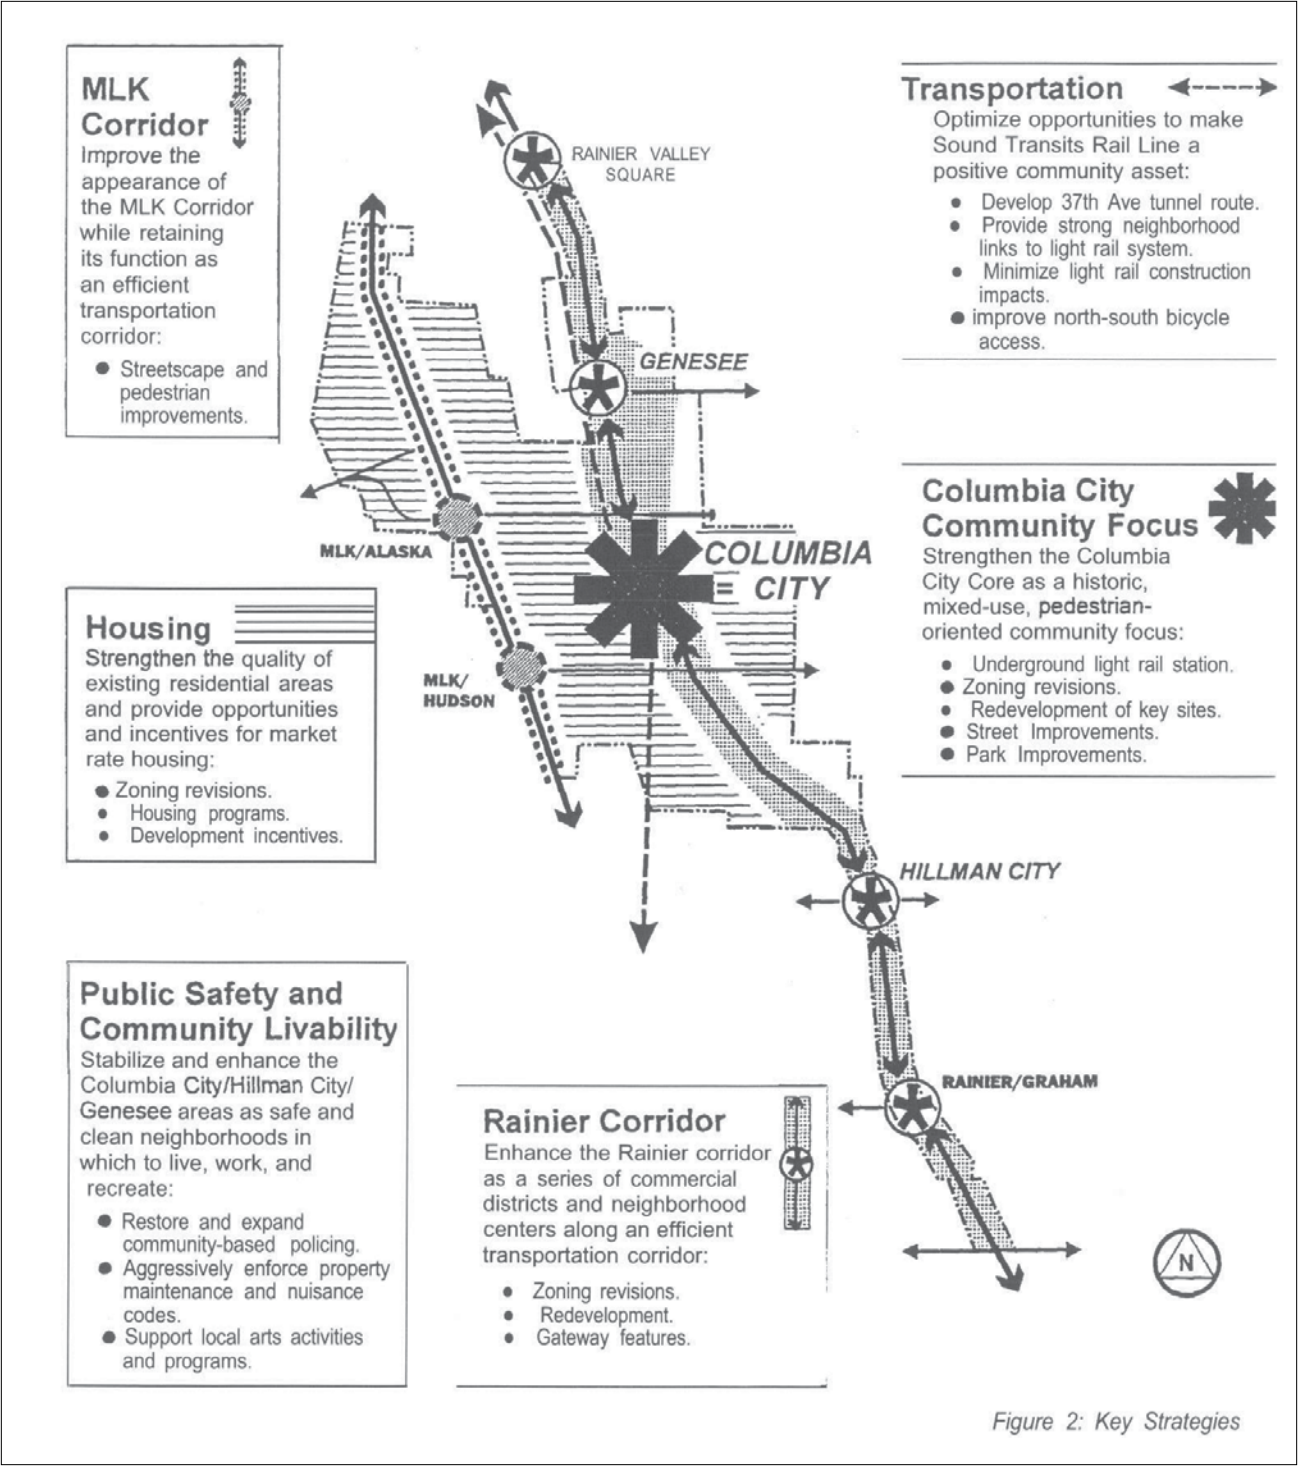 MLK
Corridor
Improve the
appearance of
the MLK Corridor
while retaining
its function as
an efficient
transportation
corridor:
● Streetscape and
pedestrian
improvements.
RAINIER VALLEY
SQUARE
GENESEE
MLK/ALASKA
COLUMBIA
CITY
MLK/
HUDSON
HILLMAN CITY
RAINIER/GRAHAM
N
Transportation
Optimize opportunities to make
Sound Transits Rail Line a
positive community asset:
● Develop 37th Ave tunnel route.
● Provide strong neighborhood
links to light rail system.
● Minimize light rail construction
impacts.
● improve north-south bicycle
access.
Columbia City
Community Focus
Strengthen the Columbia
City Core as a historic,
mixed-use, pedestrian-
oriented community focus:
● Underground light rail station.
● Zoning revisions.
● Redevelopment of key sites.
● Street Improvements.
● Park Improvements.
Housing
Strengthen the quality of
existing residential areas
and provide opportunities
and incentives for market
rate housing:
● Zoning revisions.
● Housing programs.
● Development incentives.
Public Safety and
Community Livability
Stabilize and enhance the
Columbia City/Hillman City/
Genesee areas as safe and
clean neighborhoods in
which to live, work, and
recreate:
● Restore and expand
community-based policing.
● Aggressively enforce property
maintenance and nuisance
codes.
● Support local arts activities
and programs.
Rainier Corridor
Enhance the Rainier corridor
as a series of commercial
districts and neighborhood
centers along an efficient
transportation corridor:
● Zoning revisions.
● Redevelopment.
● Gateway features.
Figure 2: Key Strategies